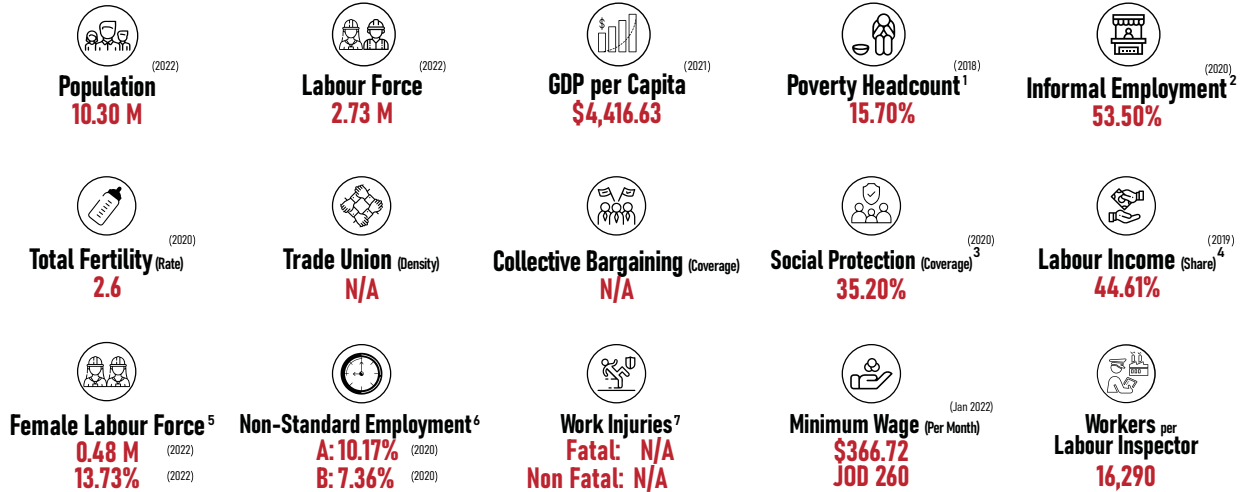 (2022)
Population
10.30 M
(2022)
Labour Force
2.73 M
$
(2021)
GDP per Capita
$4,416.63
(2018)
Poverty Headcount 1
15.70%
(2020)
Informal Employment 2
53.50%
(2020)
Total Fertility (Rate)
2.6
Trade Union (Density)
N/A
Collective Bargaining (Coverage)
N/A
(2020)
Social Protection (Coverage) 3
35.20%
(2019)
Labour Income (Share) 4
44.61%
Female Labour Force 5
0.48 M (2022)
13.73% (2022)
Non-Standard Employment 6
A: 10.17% (2020)
B: 7.36% (2020)
Work Injuries 7
Fatal: N/A
Non Fatal: N/A
(Jan 2022)
Minimum Wage (Per Month)
$366.72
JOD 260
Workers per
Labour Inspector
16,290